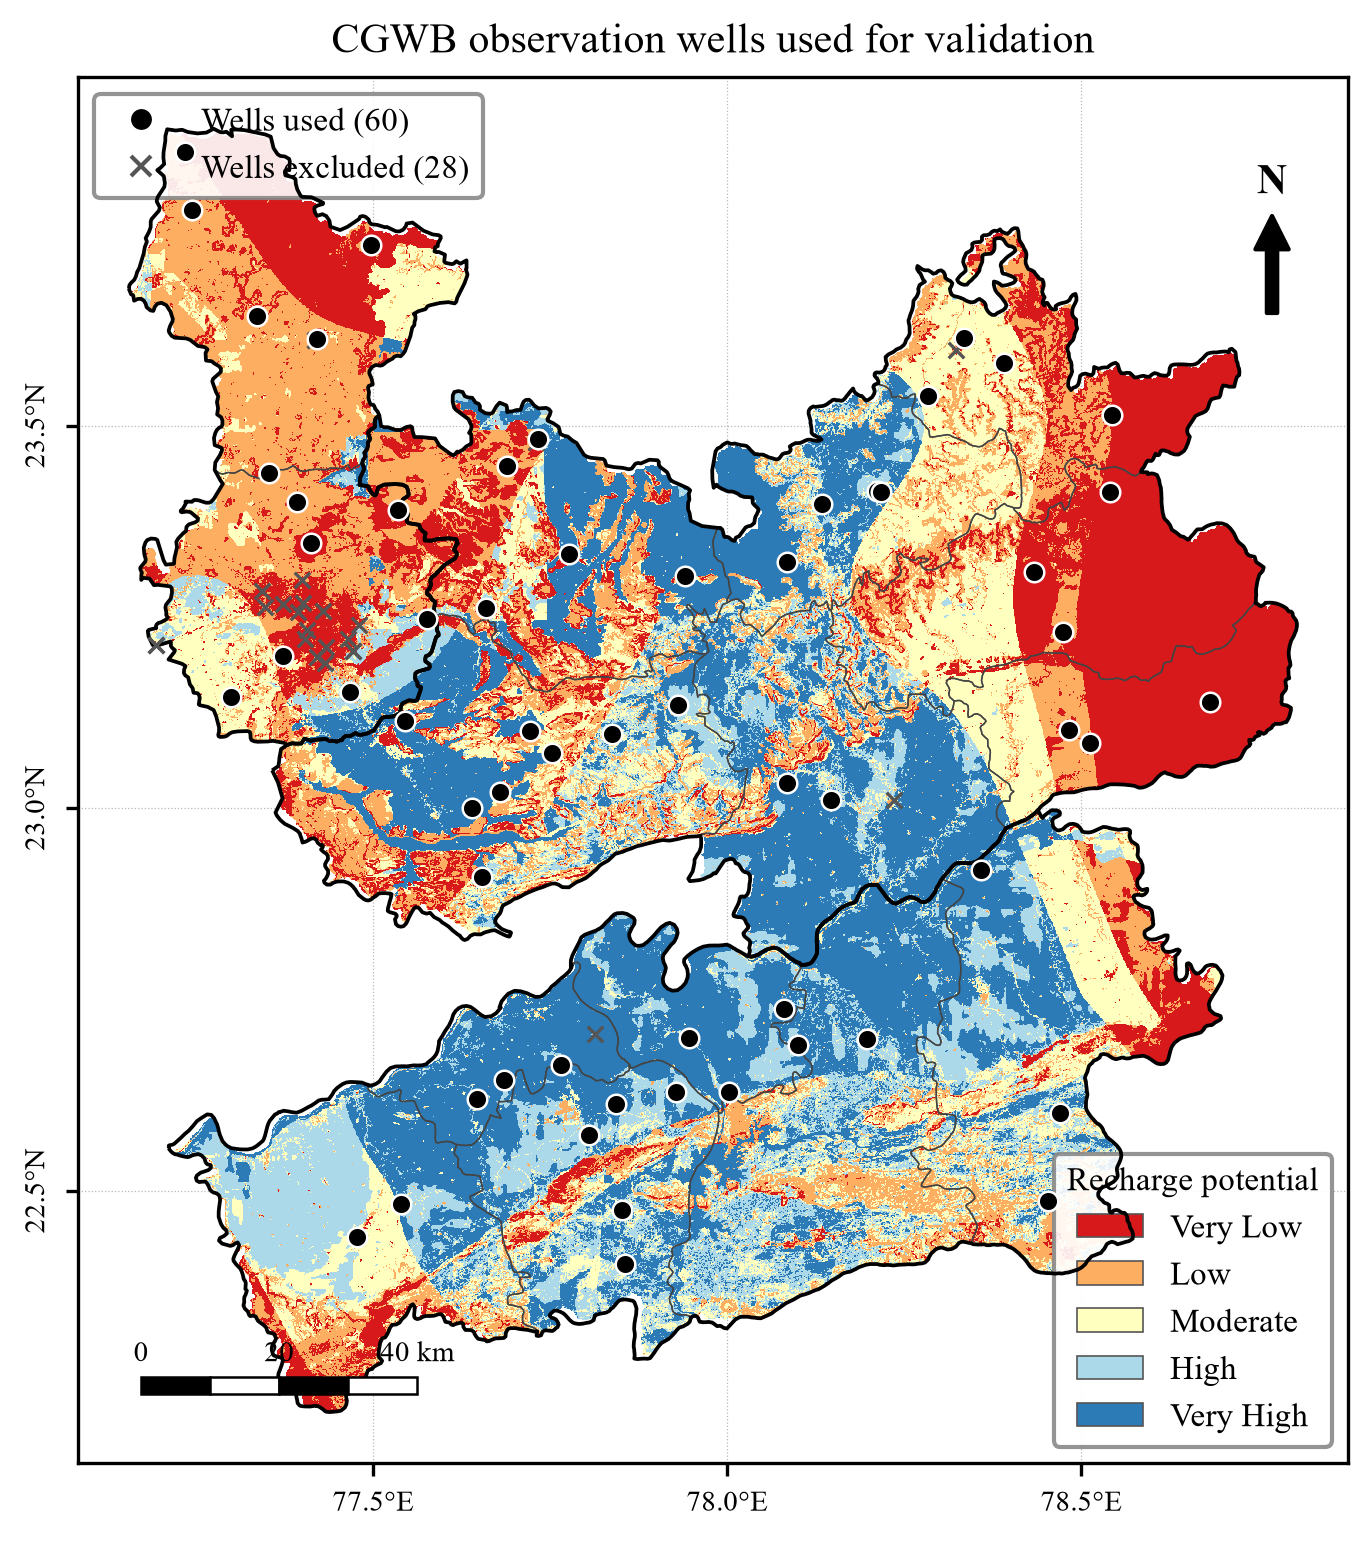 CGWB observation wells used for validation
Wells used (60)
Wells excluded (28)
N
23.5°N
23.0°N
22.5°N
Recharge potential
Very Low
Low
Moderate
High
Very High
0 20 40 km
77.5°E 78.0°E 78.5°E